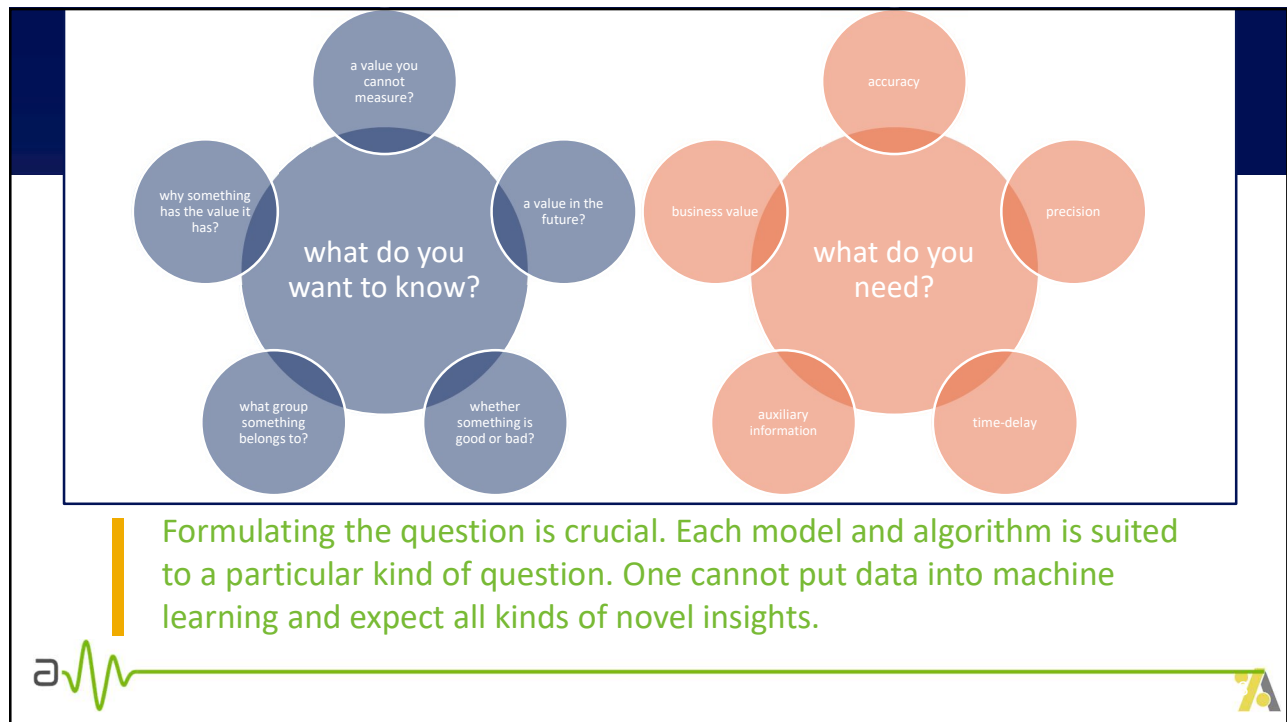 a value you
cannot
measure?
why something
has the value it
has?
a value in the
future?
what do you
want to know?
what group
something
belongs to?
whether
something is
good or bad?
accuracy
business value
precision
what do you
need?
auxiliary
information
time-delay
Formulating the question is crucial. Each model and algorithm is suited
to a particular kind of question. One cannot put data into machine
learning and expect all kinds of novel insights.
a